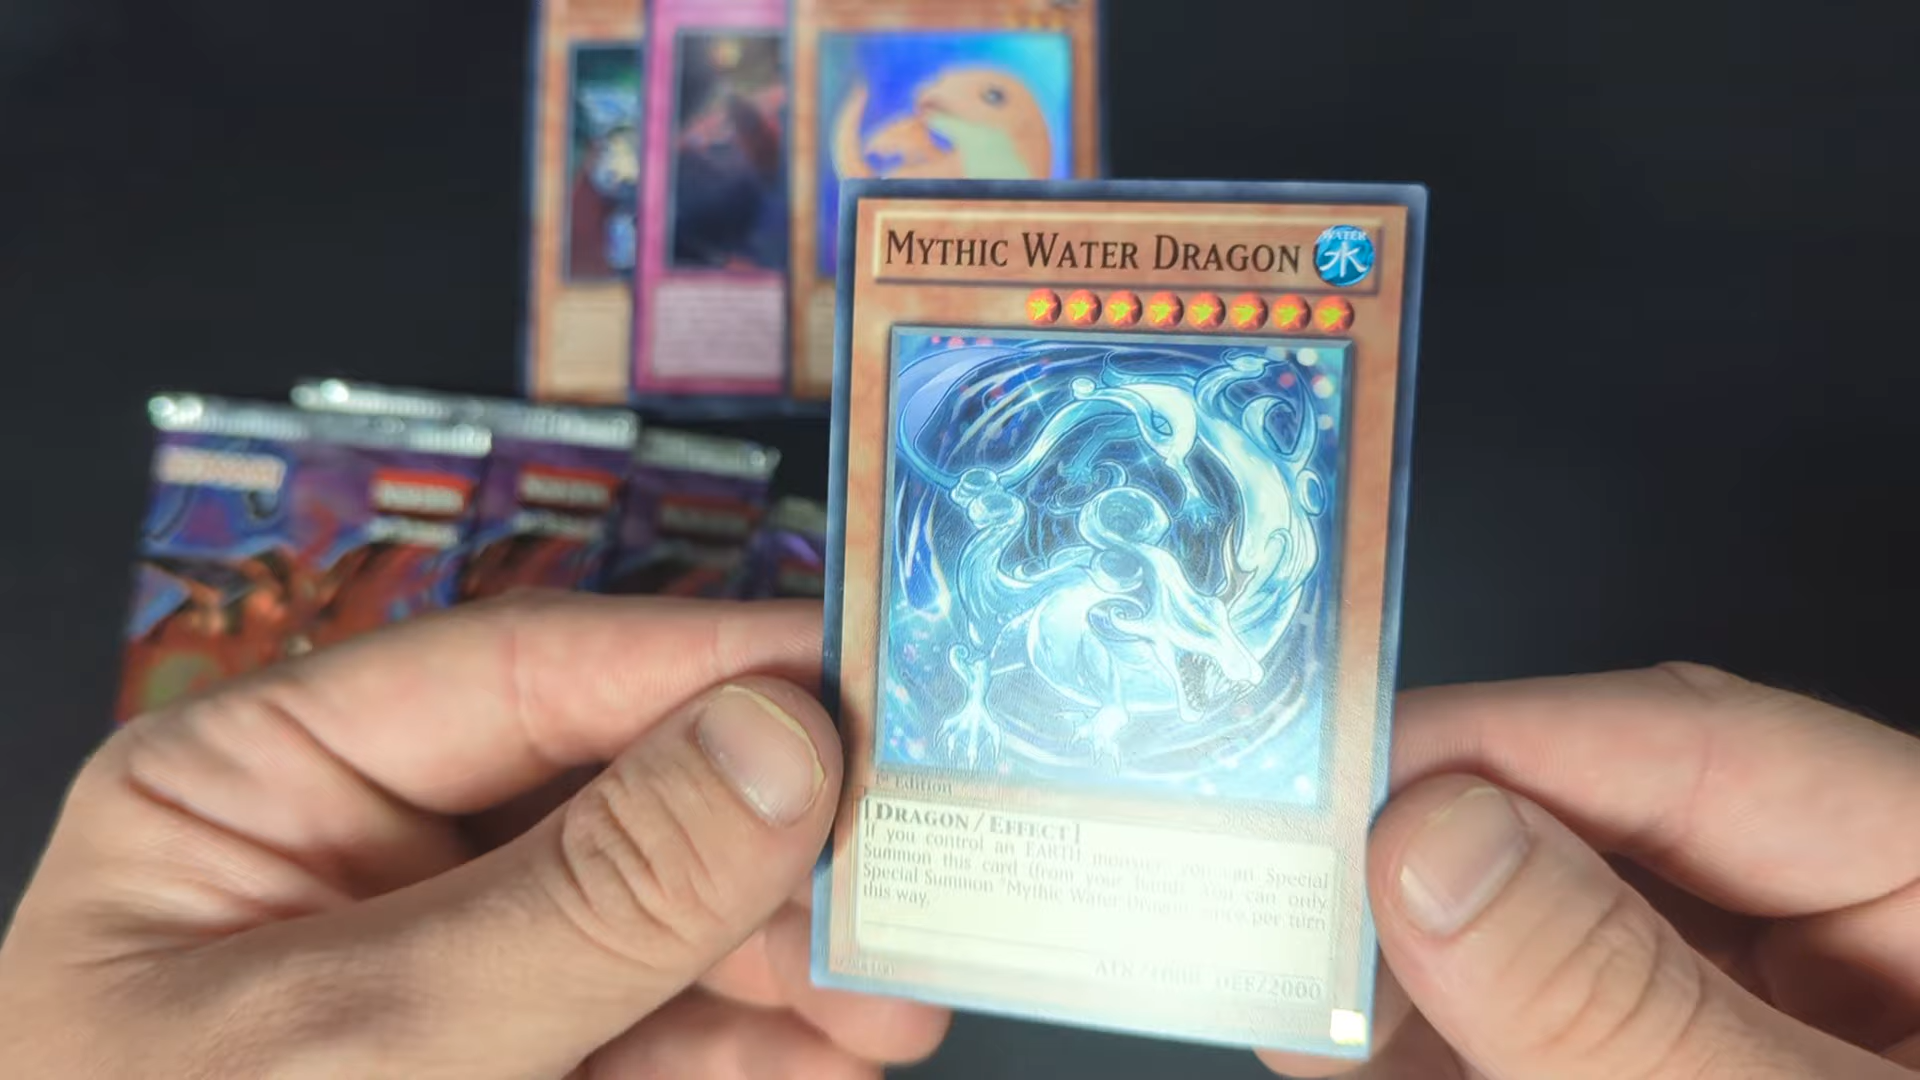 MYTHIC WATER DRAGON
WATER
水
1st Edition
[DRAGON/EFFECT]
If you control an EARTH monster, you can Special
Summon this card (from your hand). You can only
Special Summon "Mythic Water Dragon" once per turn
this way.
ATK/1000 DEF/2000